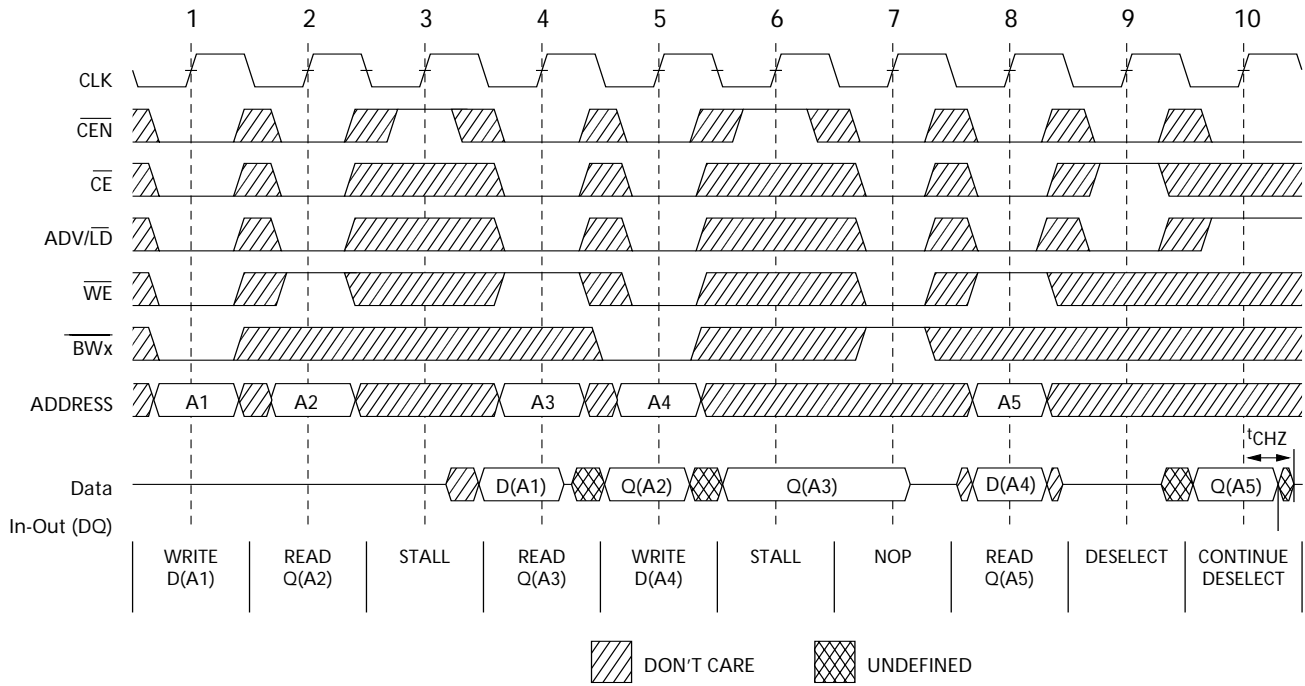 1 2 3 4 5 6 7 8 9 10
CLK
CEN
CE
ADV/LD
WE
BWx
ADDRESS A1 A2 A3 A4 A5
tCHZ
Data D(A1) Q(A2) Q(A3) D(A4) Q(A5)
In-Out (DQ)
WRITE READ STALL READ WRITE STALL NOP READ DESELECT CONTINUE
D(A1) Q(A2) Q(A3) D(A4) Q(A5) DESELECT
DON'T CARE UNDEFINED